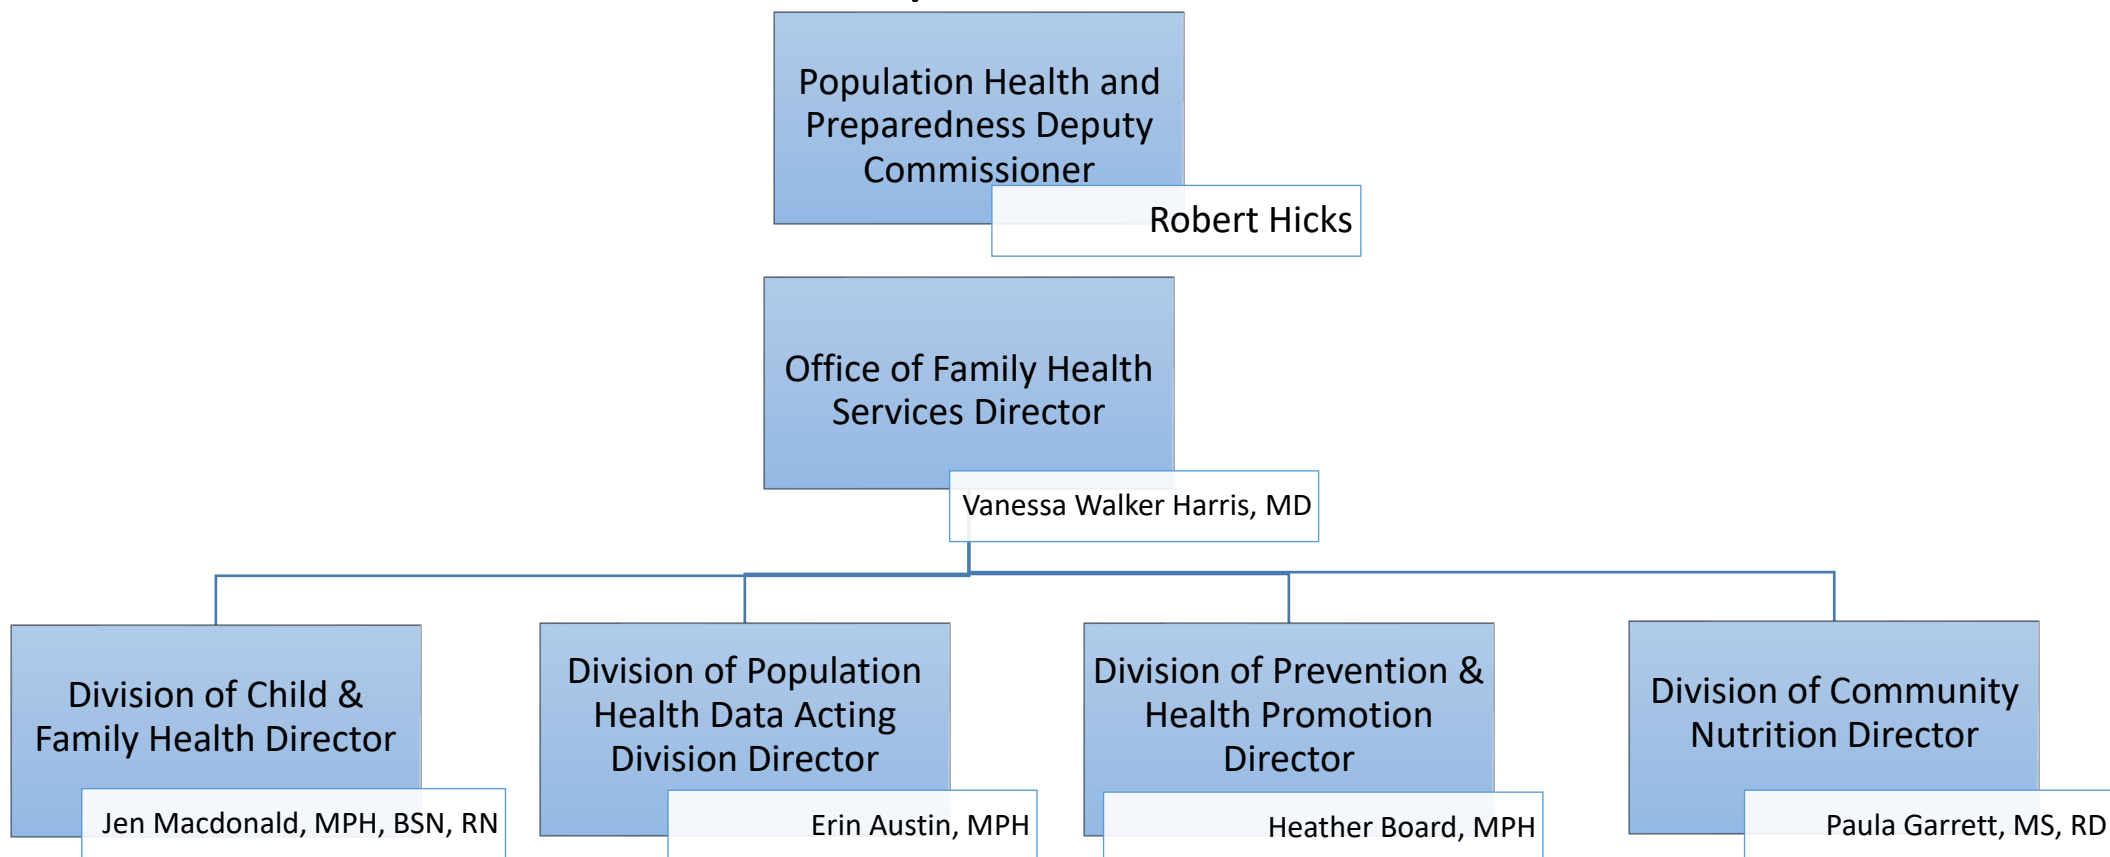 Population Health and
Preparedness Deputy
Commissioner
Robert Hicks
Office of Family Health
Services Director
Vanessa Walker Harris, MD
Division of Child &
Family Health Director
Jen Macdonald, MPH, BSN, RN
Division of Population
Health Data Acting
Division Director
Erin Austin, MPH
Division of Prevention &
Health Promotion
Director
Heather Board, MPH
Division of Community
Nutrition Director
Paula Garrett, MS, RD